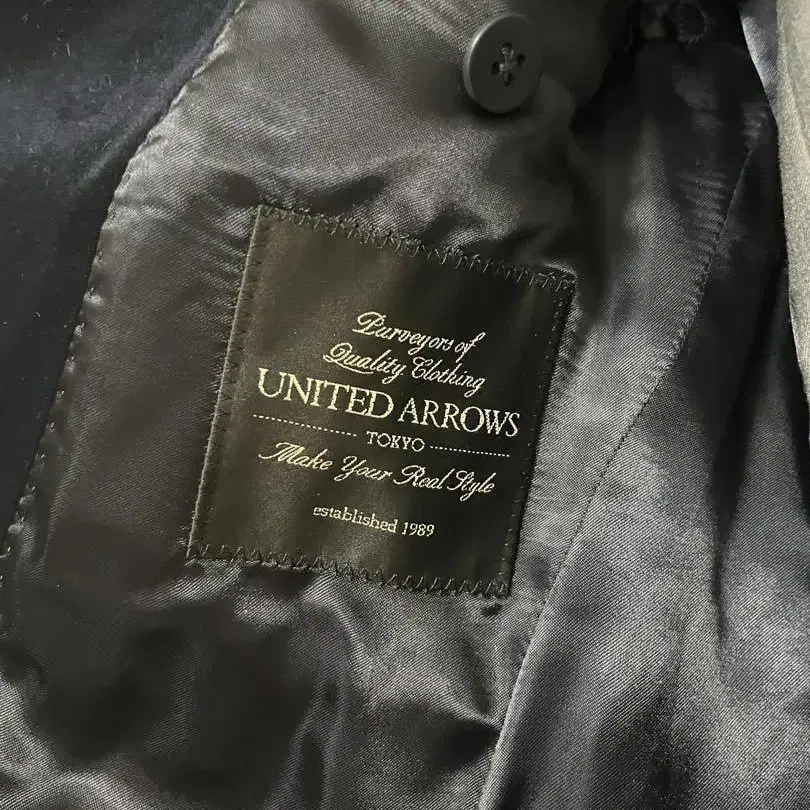 Purveyors of
Quality Clothing
UNITED ARROWS
TOKYO
Make Your Real Style
established 1989